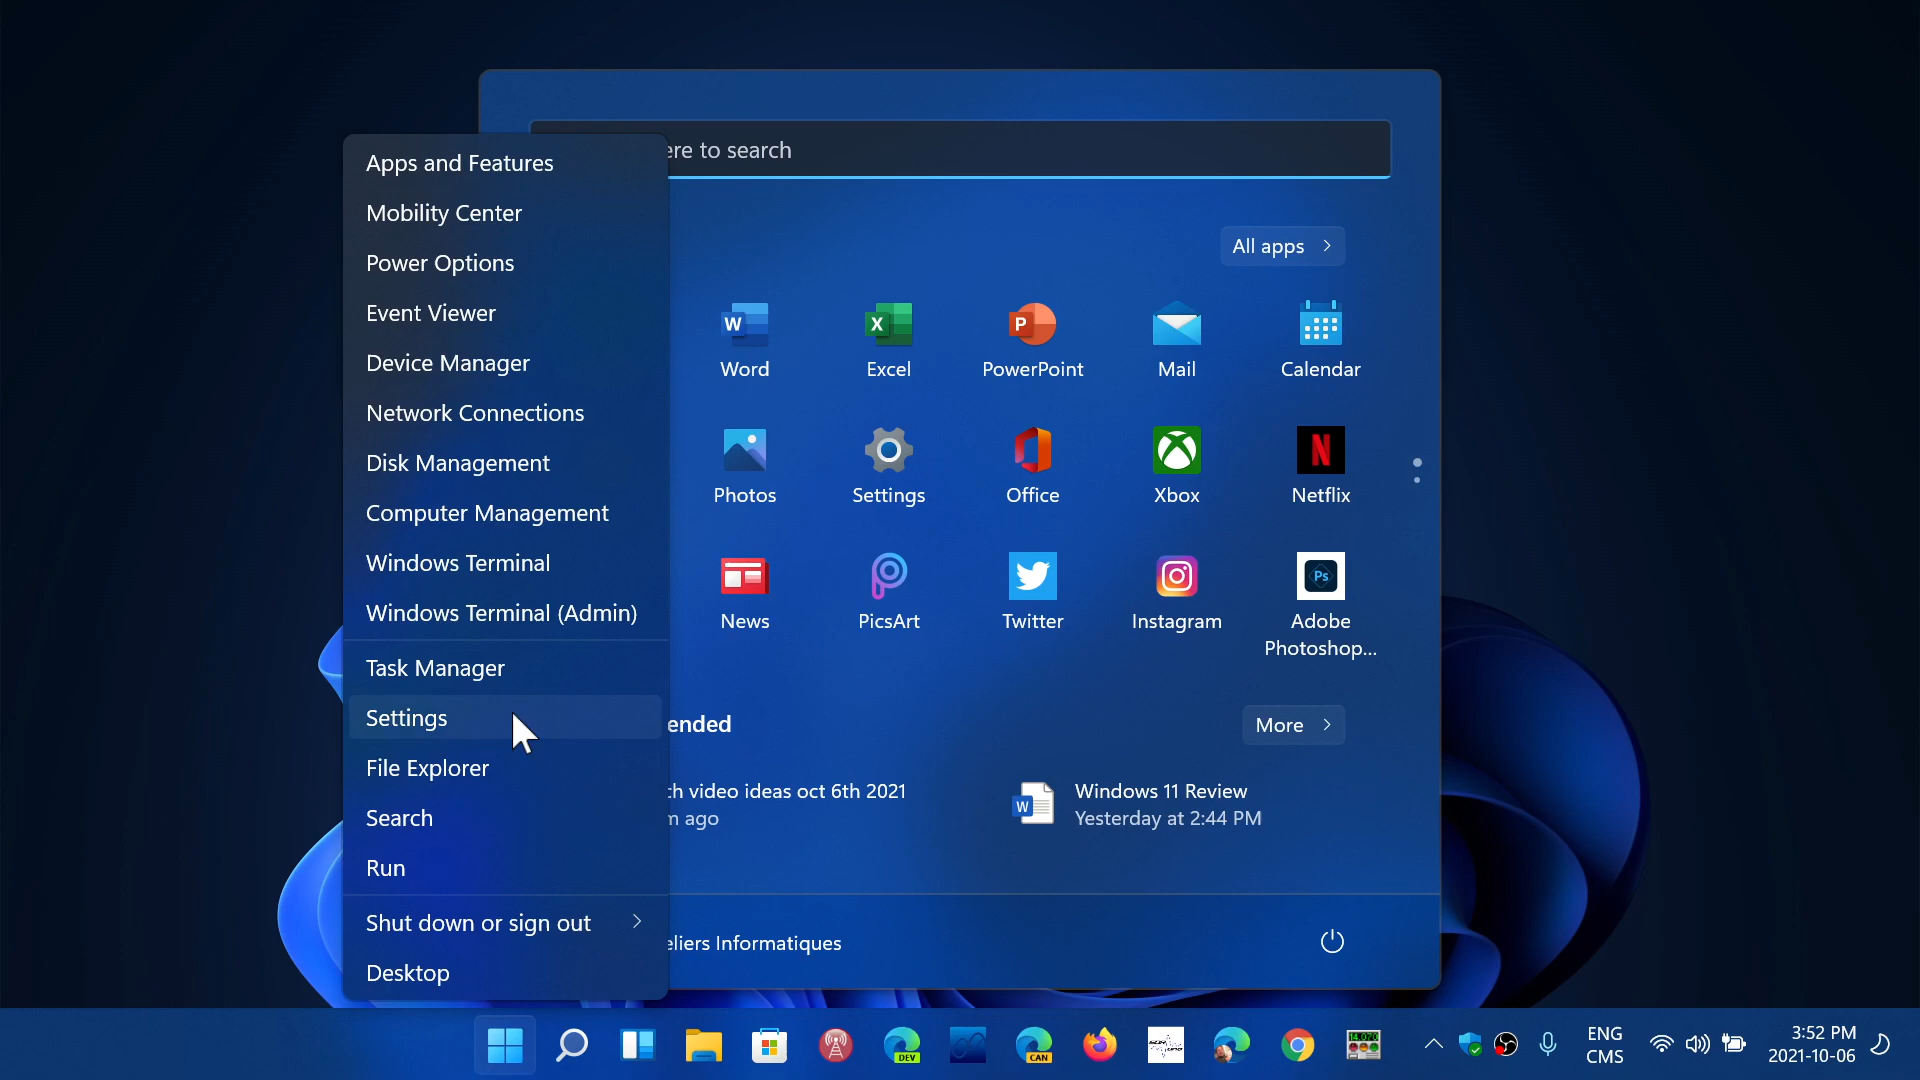 ere to search
Apps and Features
Mobility Center
Power Options
Event Viewer
Device Manager
Network Connections
Disk Management
Computer Management
Windows Terminal
Windows Terminal (Admin)
Task Manager
Settings
File Explorer
Search
Run
Shut down or sign out
Desktop
All apps
W
Word
X
Excel
P
PowerPoint
Mail
Calendar
Photos
Settings
Office
Xbox
N
Netflix
News
PicsArt
Twitter
Instagram
Ps
Adobe
Photoshop...
ended
More
ch video ideas oct 6th 2021
m ago
W
Windows 11 Review
Yesterday at 2:44 PM
eliers Informatiques
DEV
CAN
ENG
CMS
3:52 PM
2021-10-06